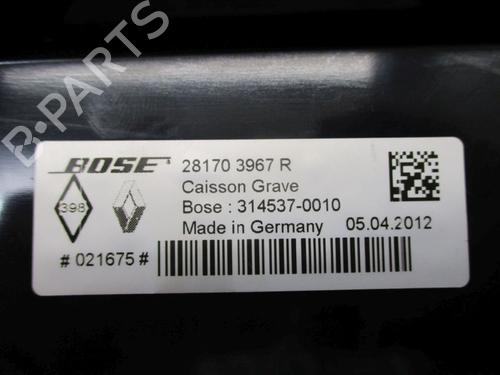 B-PARTS
BOSE
28170 3967 R
Caisson Grave
Bose : 314537-0010
Made in Germany 05.04.2012
398
# 021675 #